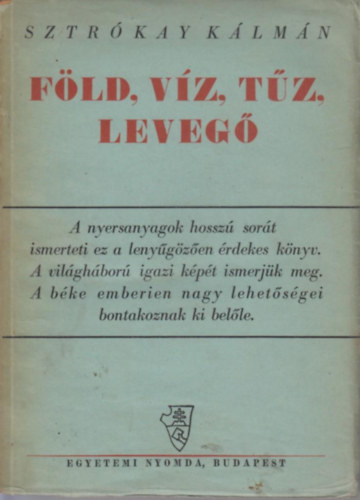 SZTRÓKAY KÁLMÁN
FÖLD, VÍZ, TŰZ,
LEVEGŐ
A nyersanyagok hosszú sorát
ismerteti ez a lenyűgözően érdekes könyv.
A világháború igazi képét ismerjük meg.
A béke emberien nagy lehetőségei
bontakoznak ki belőle.
EGYETEMI NYOMDA, BUDAPEST